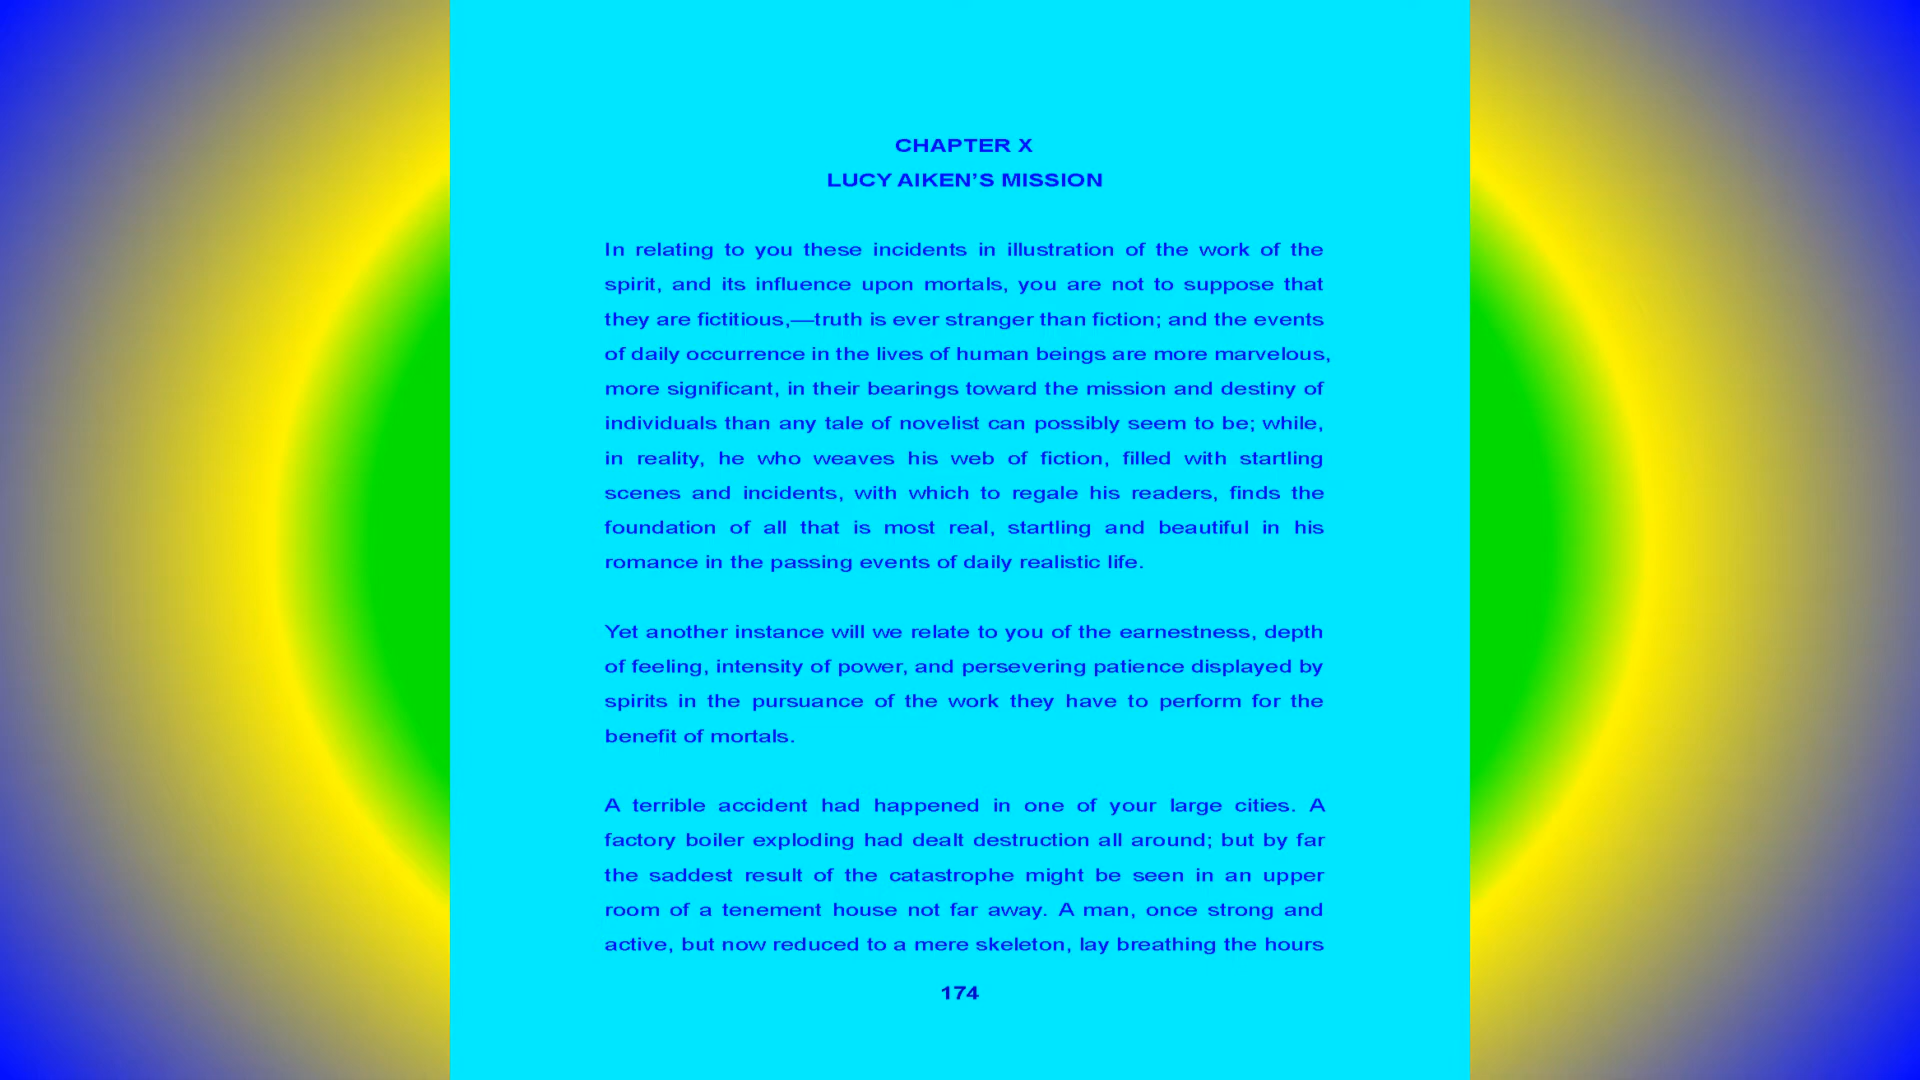 CHAPTER X
LUCY AIKEN’S MISSION
In relating to you these incidents in illustration of the work of the
spirit, and its influence upon mortals, you are not to suppose that
they are fictitious,—truth is ever stranger than fiction; and the events
of daily occurrence in the lives of human beings are more marvelous,
more significant, in their bearings toward the mission and destiny of
individuals than any tale of novelist can possibly seem to be; while,
in reality, he who weaves his web of fiction, filled with startling
scenes and incidents, with which to regale his readers, finds the
foundation of all that is most real, startling and beautiful in his
romance in the passing events of daily realistic life.
Yet another instance will we relate to you of the earnestness, depth
of feeling, intensity of power, and persevering patience displayed by
spirits in the pursuance of the work they have to perform for the
benefit of mortals.
A terrible accident had happened in one of your large cities. A
factory boiler exploding had dealt destruction all around; but by far
the saddest result of the catastrophe might be seen in an upper
room of a tenement house not far away. A man, once strong and
active, but now reduced to a mere skeleton, lay breathing the hours
174